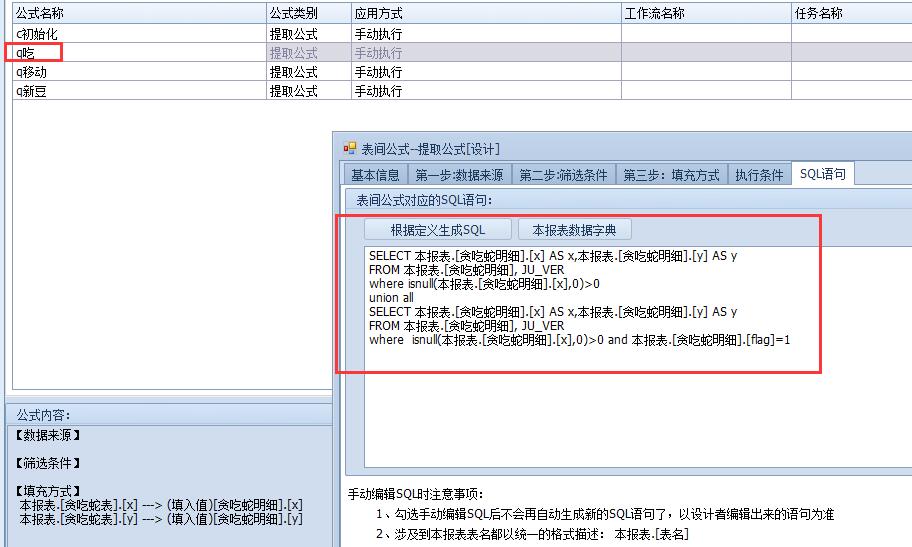 公式名称 公式类别 应用方式 工作流名称 任务名称
c初始化 提取公式 手动执行
q吃 提取公式 手动执行
q移动 提取公式 手动执行
q新豆 提取公式 手动执行
表间公式--提取公式[设计]
基本信息 第一步:数据来源 第二步:筛选条件 第三步：填充方式 执行条件 SQL语句
表间公式对应的SQL语句:
根据定义生成SQL 本报表数据字典
SELECT 本报表.[贪吃蛇明细].[x] AS x,本报表.[贪吃蛇明细].[y] AS y
FROM 本报表.[贪吃蛇明细], JU_VER
where isnull(本报表.[贪吃蛇明细].[x],0)>0
union all
SELECT 本报表.[贪吃蛇明细].[x] AS x,本报表.[贪吃蛇明细].[y] AS y
FROM 本报表.[贪吃蛇明细], JU_VER
where  isnull(本报表.[贪吃蛇明细].[x],0)>0 and 本报表.[贪吃蛇明细].[flag]=1
公式内容:
【数据来源】
【筛选条件】
【填充方式】
本报表.[贪吃蛇表].[x] ---> (填入值)[贪吃蛇明细].[x]
本报表.[贪吃蛇表].[y] ---> (填入值)[贪吃蛇明细].[y]
手动编辑SQL时注意事项:
1、勾选手动编辑SQL后不会再自动生成新的SQL语句了，以设计者编辑出来的语句为准
2、涉及到本报表表名都以统一的格式描述： 本报表.[表名]